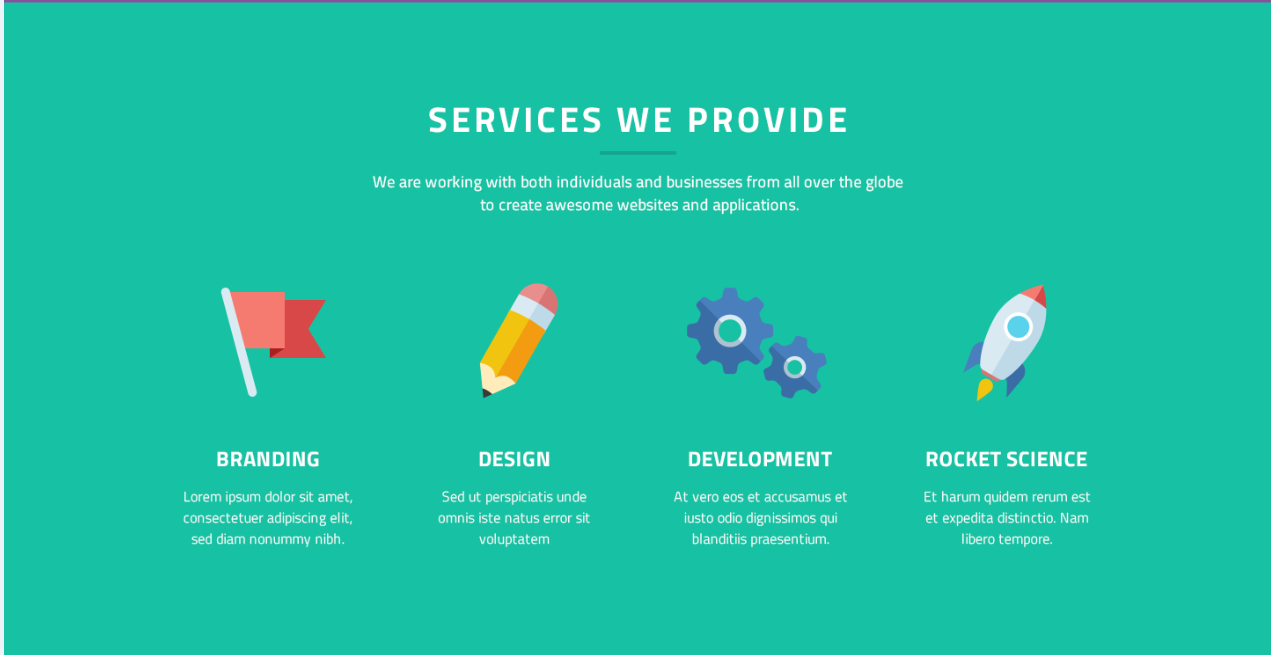 SERVICES WE PROVIDE
We are working with both individuals and businesses from all over the globe
to create awesome websites and applications.
BRANDING
Lorem ipsum dolor sit amet,
consectetuer adipiscing elit,
sed diam nonummy nibh.
DESIGN
Sed ut perspiciatis unde
omnis iste natus error sit
voluptatem
DEVELOPMENT
At vero eos et accusamus et
iusto odio dignissimos qui
blanditiis praesentium.
ROCKET SCIENCE
Et harum quidem rerum est
et expedita distinctio. Nam
libero tempore.